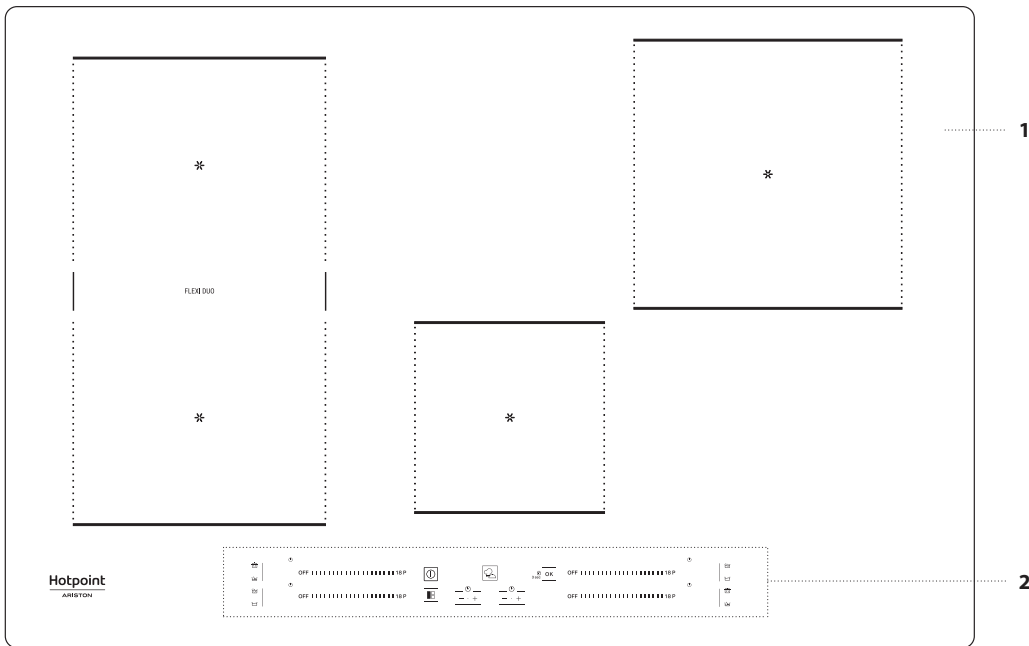 1
FLEXI DUO
2
Hotpoint
ARISTON
OFF 18 P
OK
OFF 18 P
OFF 18 P
OFF 18 P